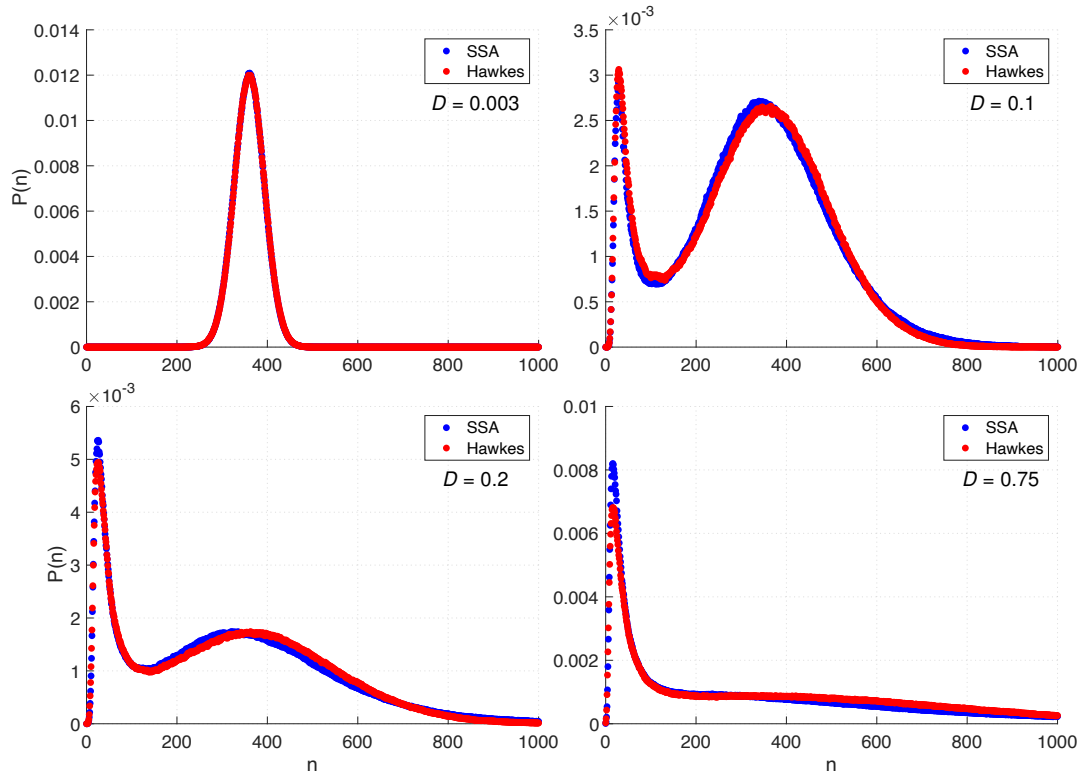 0.014
0.012
0.010
0.008
0.006
0.004
0.002
0
P(n)
0 200 400 600 800 1000
SSA
Hawkes
D = 0.003
×10⁻³
3.5
3
2.5
2
1.5
1
0.5
0
0 200 400 600 800 1000
SSA
Hawkes
D = 0.1
×10⁻³
6
5
4
3
2
1
0
P(n)
0 200 400 600 800 1000
n
SSA
Hawkes
D = 0.2
0.01
0.008
0.006
0.004
0.002
0
0 200 400 600 800 1000
n
SSA
Hawkes
D = 0.75